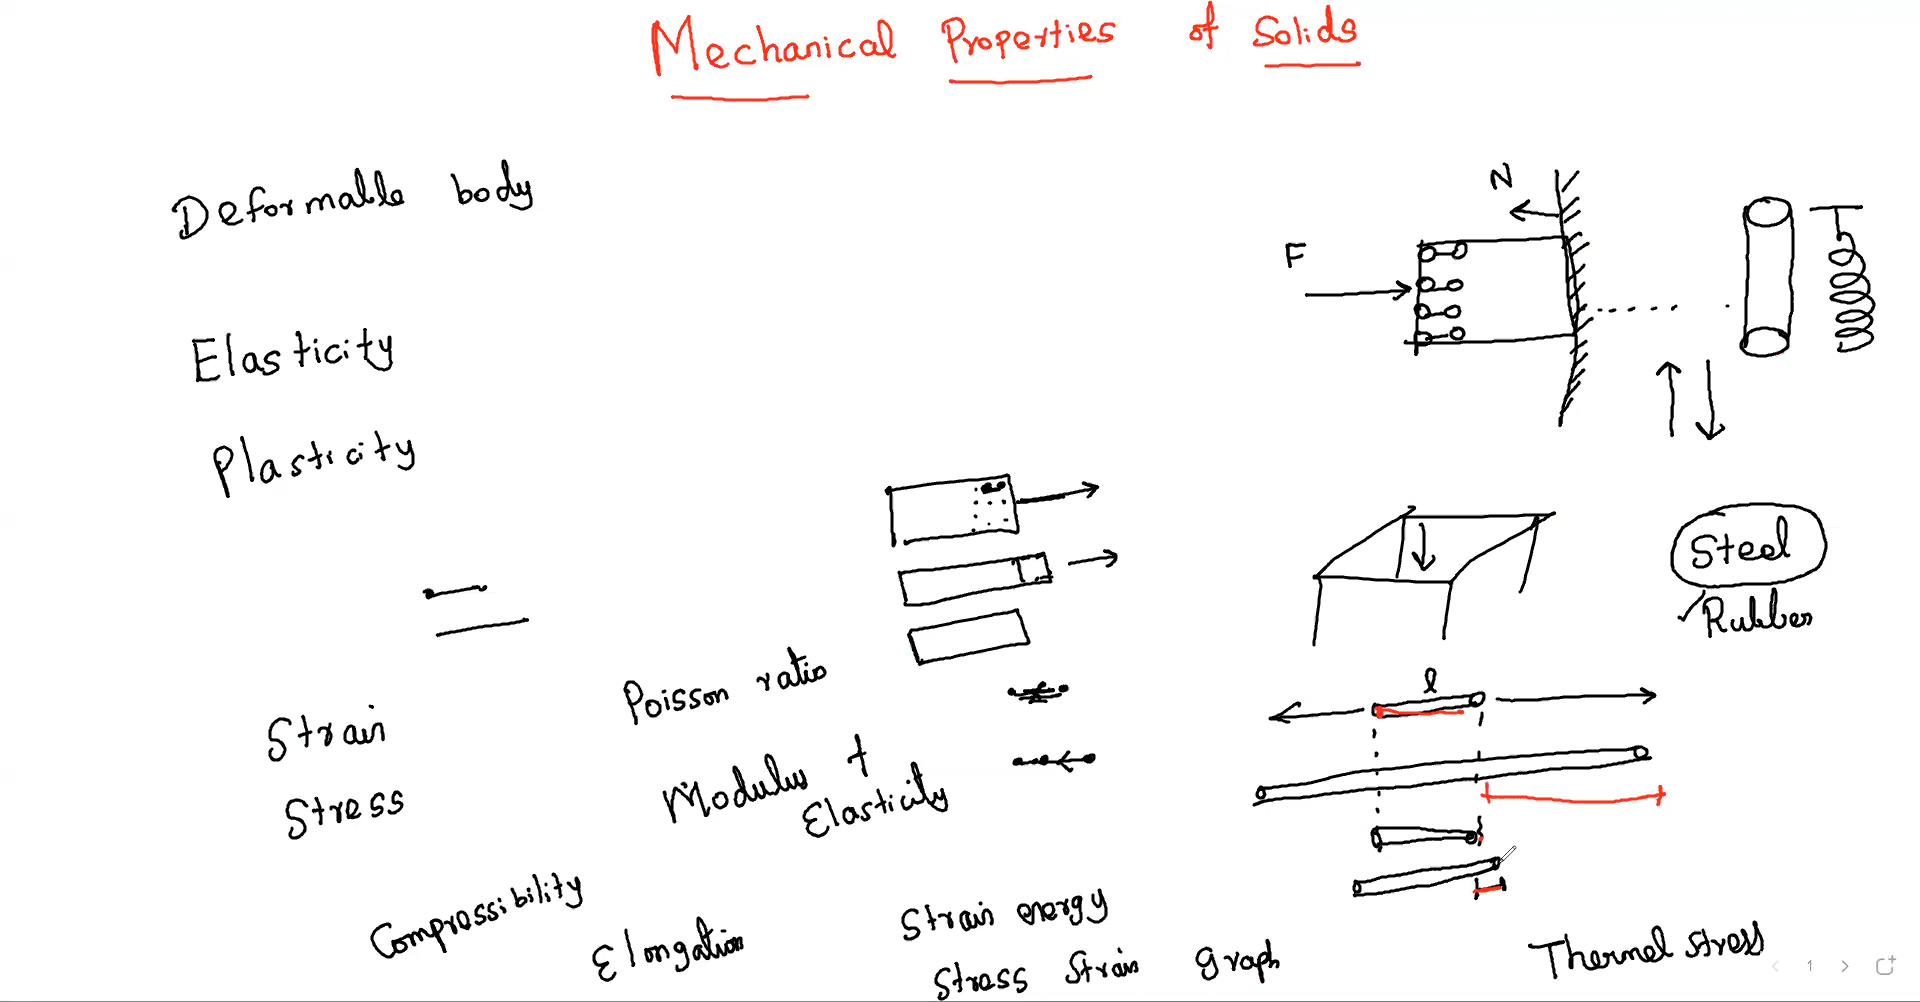 Mechanical Properties of Solids
Deformable body
N
F
Elasticity
Plasticity
Steel
Rubber
Poisson ratio
l
Strain
Modulus of
Elasticity
Stress
Compressibility
Elongation
Strain energy
Stress Strain Graph
Thermal stress
1